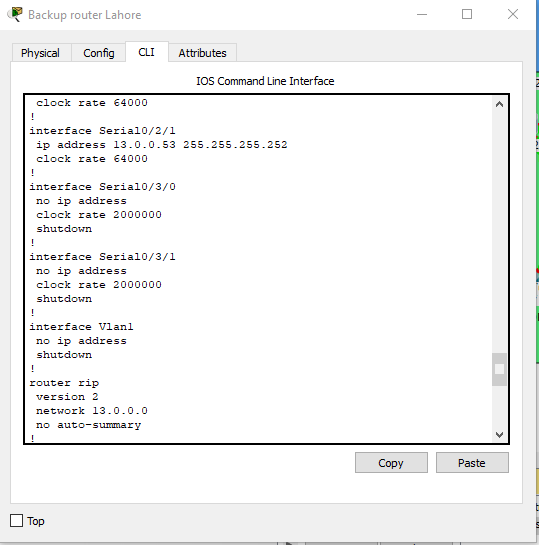 Backup router Lahore
Physical Config CLI Attributes
IOS Command Line Interface
clock rate 64000
!
interface Serial0/2/1
ip address 13.0.0.53 255.255.255.252
clock rate 64000
!
interface Serial0/3/0
no ip address
clock rate 2000000
shutdown
!
interface Serial0/3/1
no ip address
clock rate 2000000
shutdown
!
interface Vlan1
no ip address
shutdown
!
router rip
version 2
network 13.0.0.0
no auto-summary
!
Copy Paste
Top